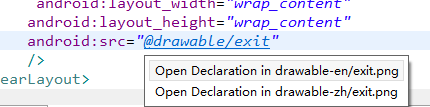 android:layout_width="wrap_content"
android:layout_height="wrap_content"
android:src="@drawable/exit"
/>
earLayout>
Open Declaration in drawable-en/exit.png
Open Declaration in drawable-zh/exit.png